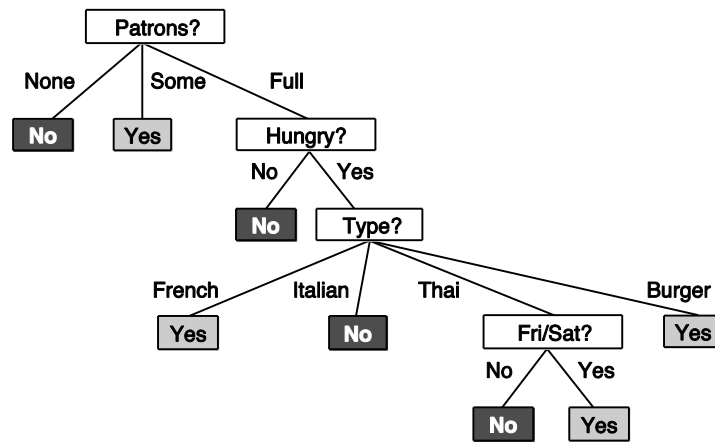 Patrons?
None Some Full
No Yes Hungry?
No Yes
No Type?
French Italian Thai Burger
Yes No Fri/Sat? Yes
No Yes
No Yes